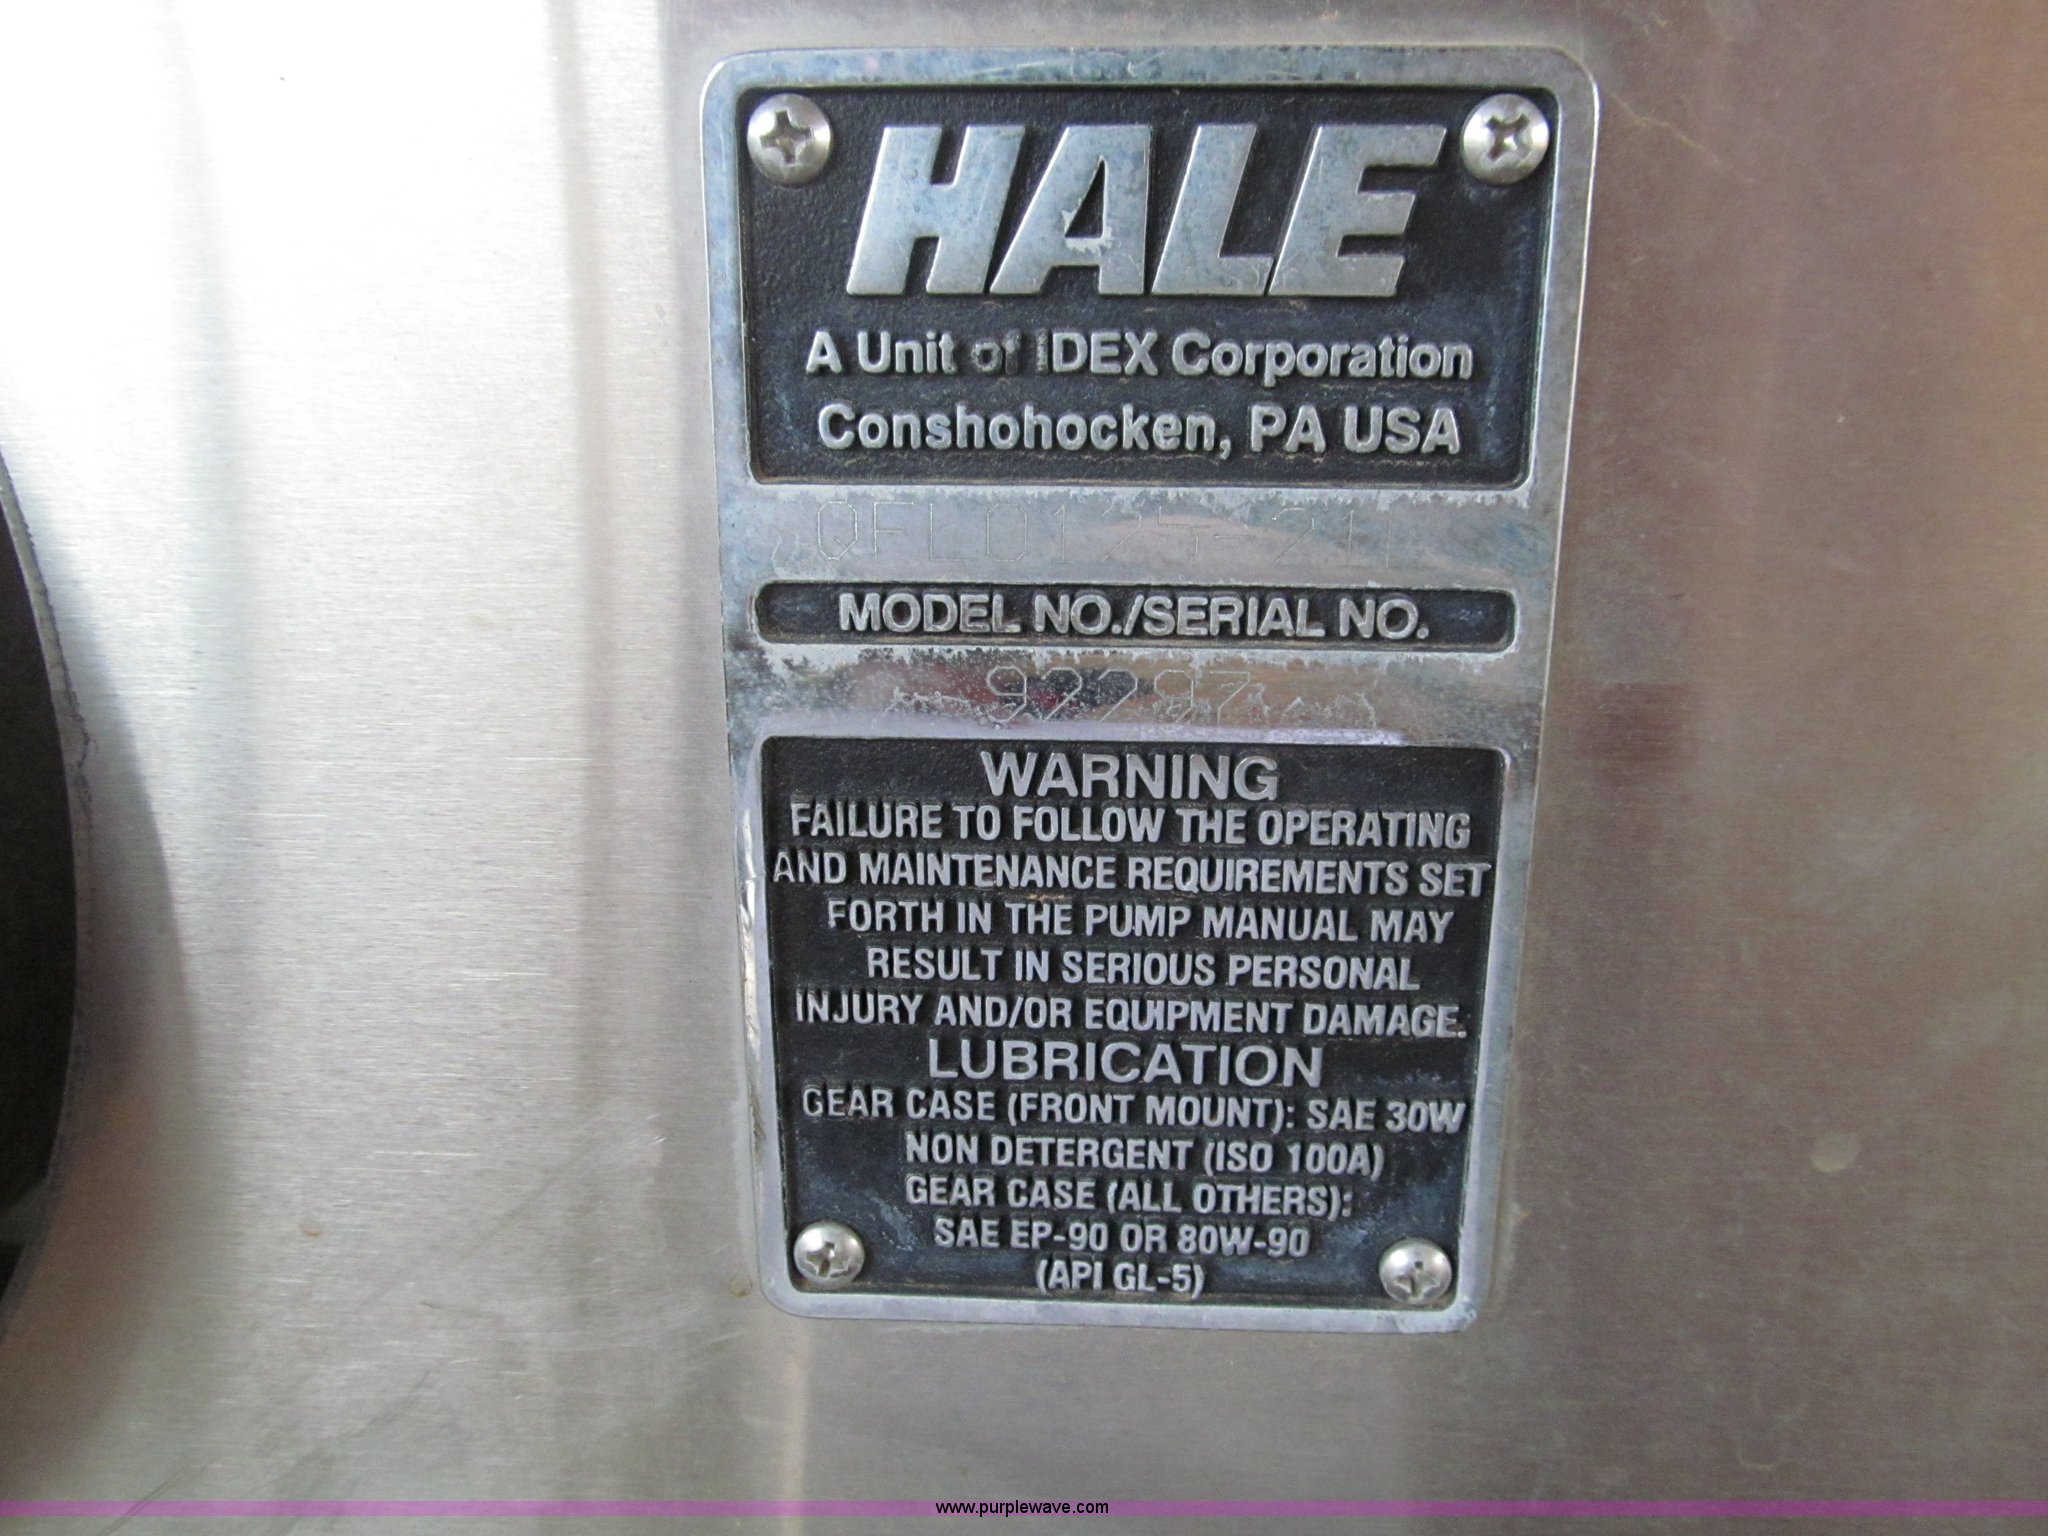 HALE
A Unit of IDEX Corporation
Conshohocken, PA USA
MODEL NO./SERIAL NO.
92297
WARNING
FAILURE TO FOLLOW THE OPERATING
AND MAINTENANCE REQUIREMENTS SET
FORTH IN THE PUMP MANUAL MAY
RESULT IN SERIOUS PERSONAL
INJURY AND/OR EQUIPMENT DAMAGE.
LUBRICATION
GEAR CASE (FRONT MOUNT): SAE 30W
NON DETERGENT (ISO 100A)
GEAR CASE (ALL OTHERS):
SAE EP-90 OR 80W-90
(API GL-5)
www.purplewave.com